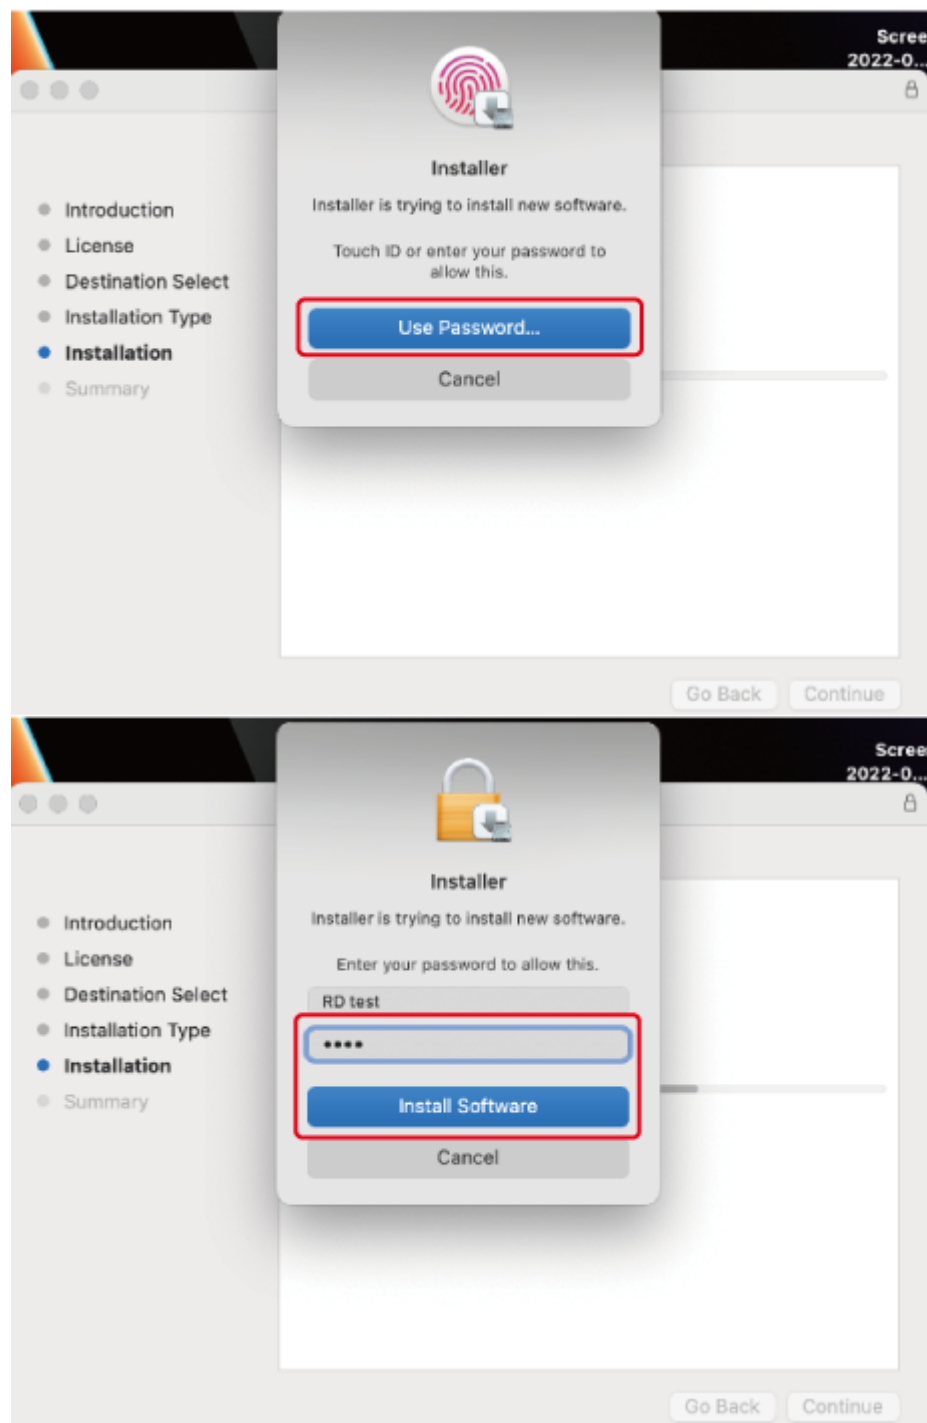 Scree
2022-0...
Installer
Installer is trying to install new software.
Touch ID or enter your password to
allow this.
Use Password...
Cancel
Introduction
License
Destination Select
Installation Type
Installation
Summary
Go Back
Continue
Scree
2022-0...
Installer
Installer is trying to install new software.
Enter your password to allow this.
RD test
••••
Install Software
Cancel
Introduction
License
Destination Select
Installation Type
Installation
Summary
Go Back
Continue